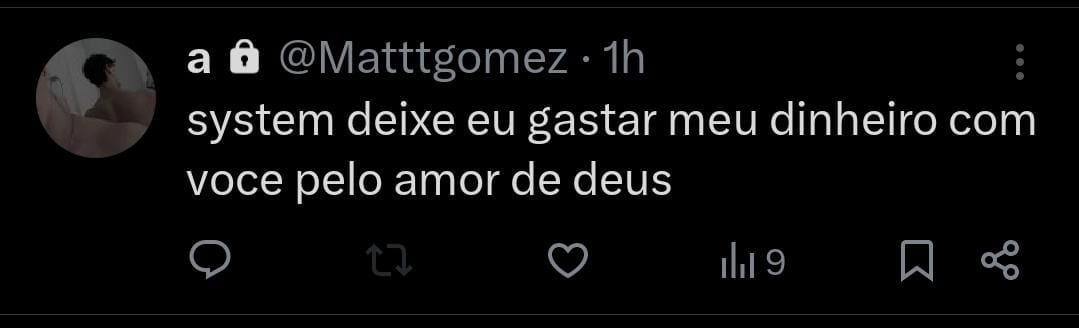 a @Matttgomez · 1h
system deixe eu gastar meu dinheiro com
voce pelo amor de deus
9